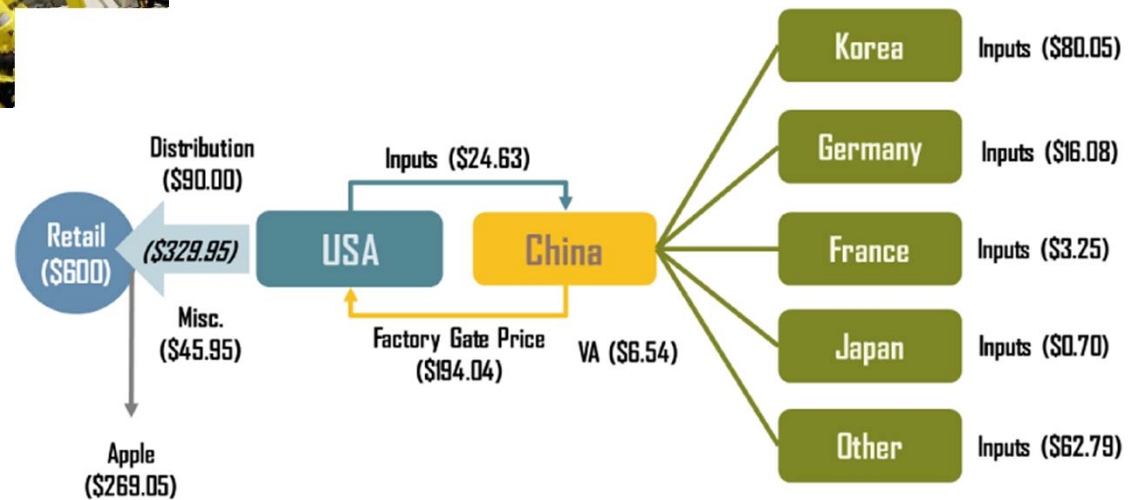 Korea
Inputs ($80.05)
Distribution
($90.00)
Inputs ($24.63)
Germany
Inputs ($16.08)
Retail
($600)
($329.95)
USA
China
France
Inputs ($3.25)
Misc.
($45.95)
Factory Gate Price
($194.04)
VA ($6.54)
Japan
Inputs ($0.70)
Apple
($269.05)
Other
Inputs ($62.79)